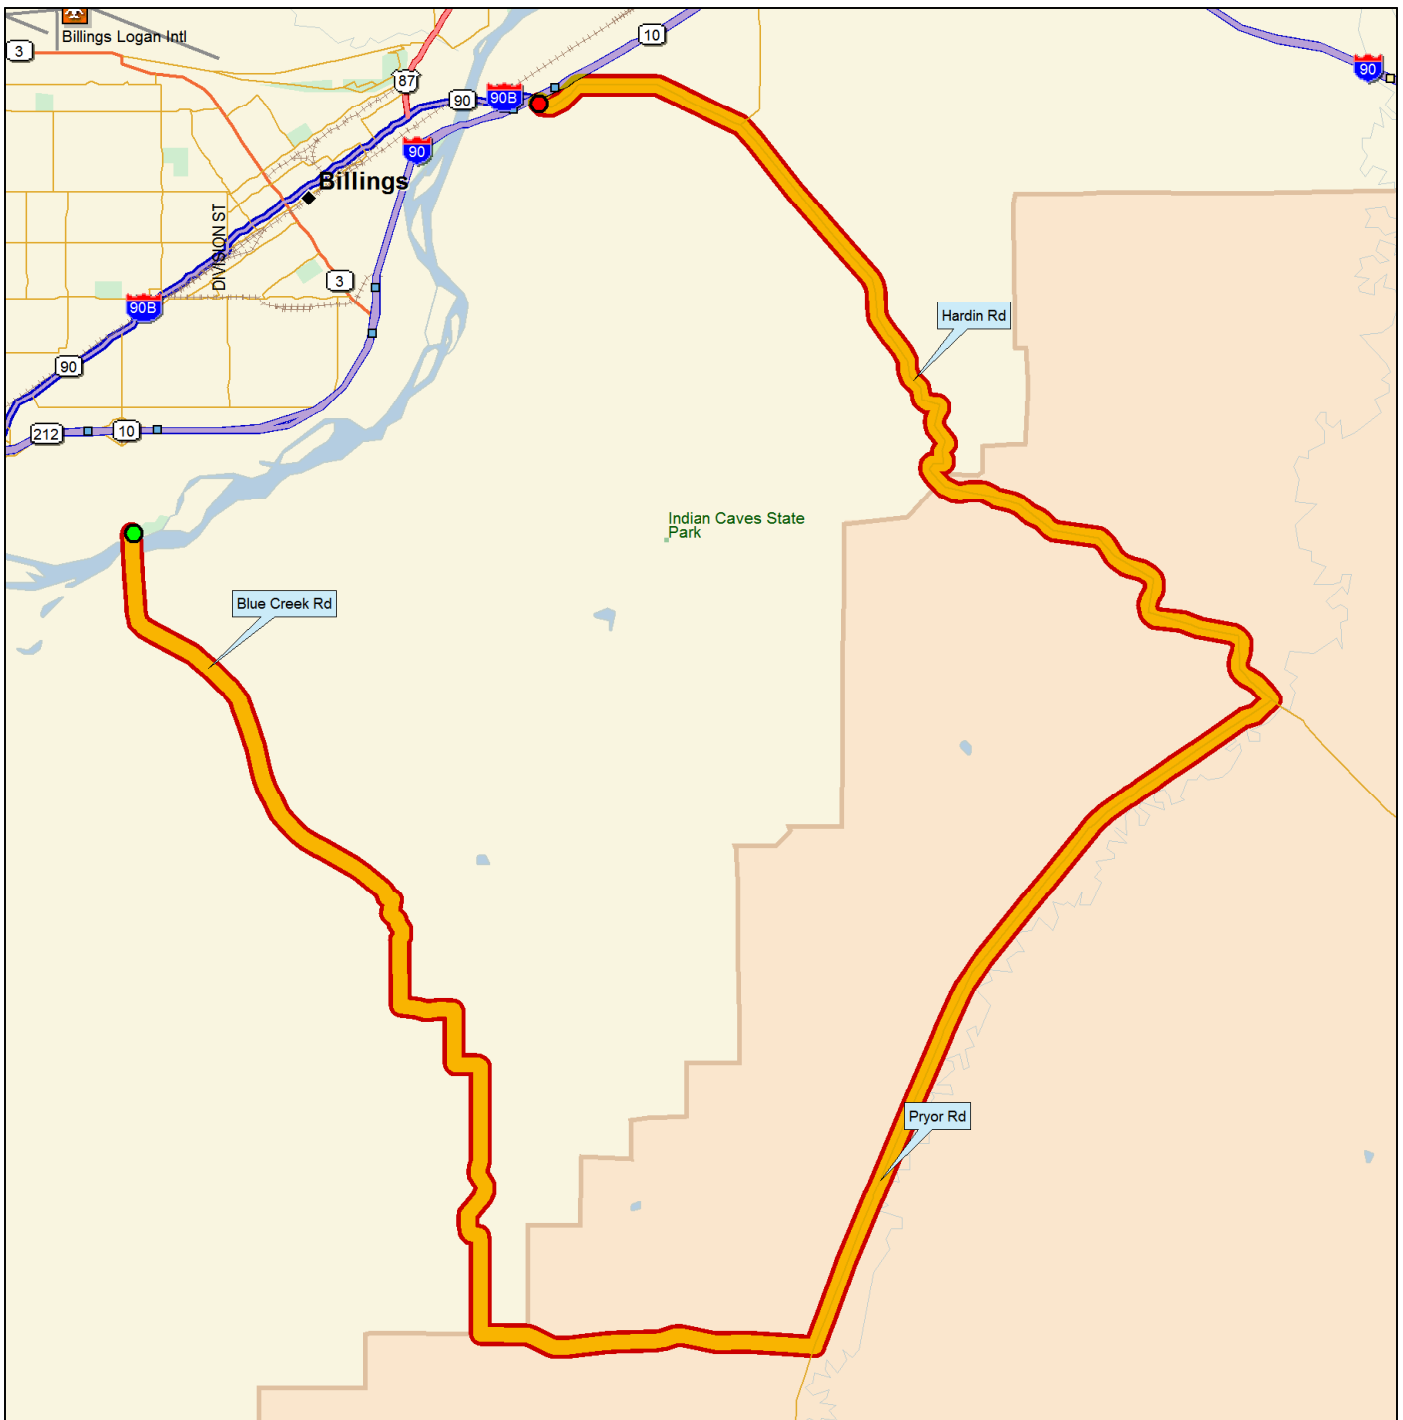 Billings Logan Intl
3
87
10
90
90B
90
90
Billings
DIVISION ST
3
90B
Hardin Rd
90
212
10
Indian Caves State
Park
Blue Creek Rd
Pryor Rd